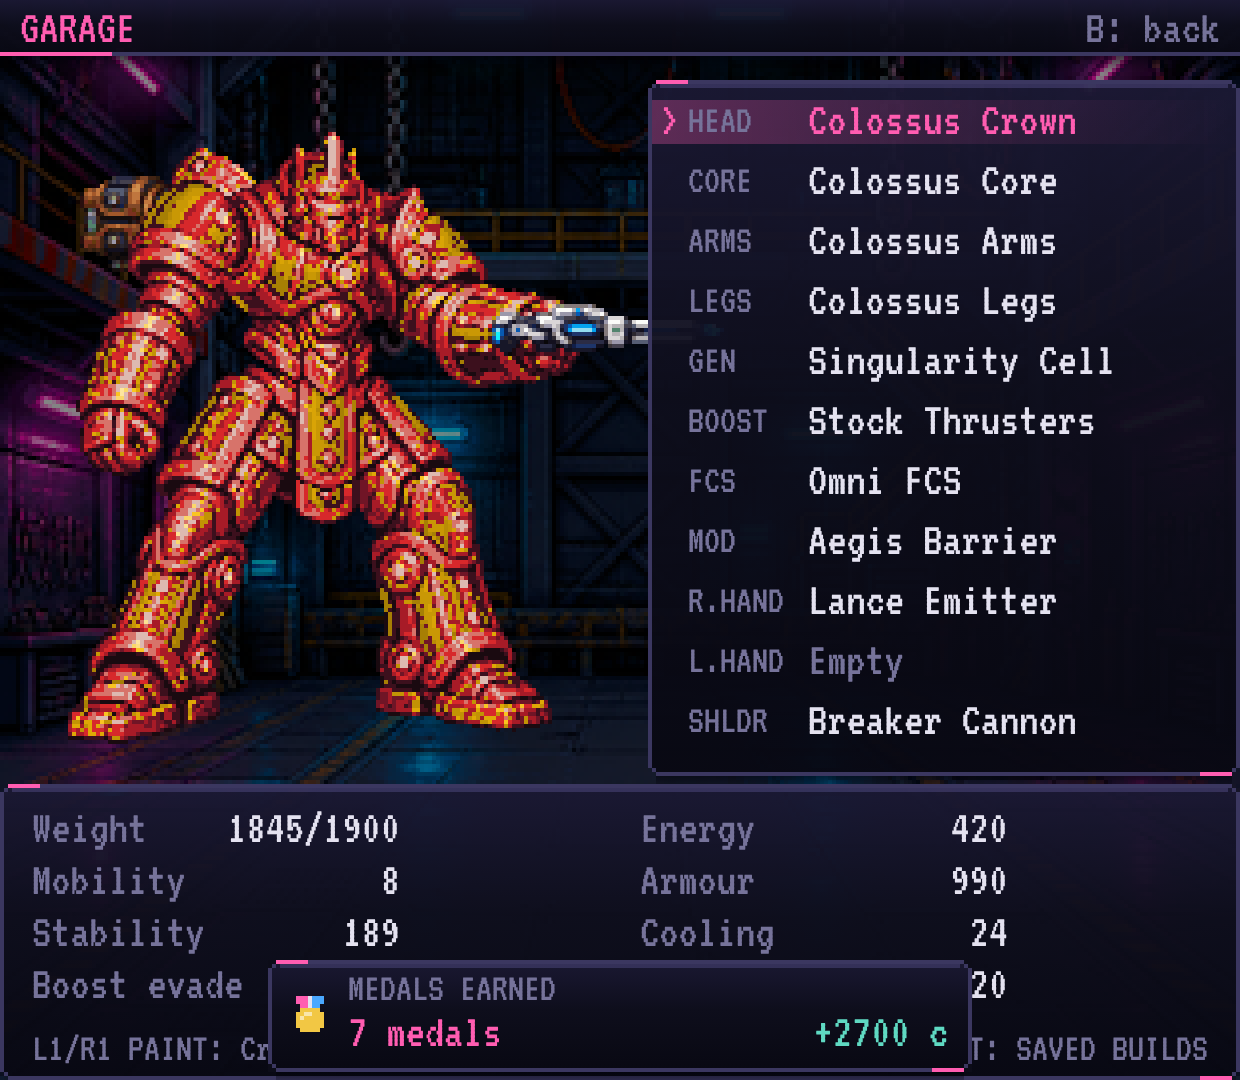 GARAGE
B: back
HEAD Colossus Crown
CORE Colossus Core
ARMS Colossus Arms
LEGS Colossus Legs
GEN Singularity Cell
BOOST Stock Thrusters
FCS Omni FCS
MOD Aegis Barrier
R.HAND Lance Emitter
L.HAND Empty
SHLDR Breaker Cannon
Weight 1845/1900 Energy 420
Mobility 8 Armour 990
Stability 189 Cooling 24
Boost evade 20
MEDALS EARNED
7 medals +2700 c
L1/R1 PAINT: Cr T: SAVED BUILDS